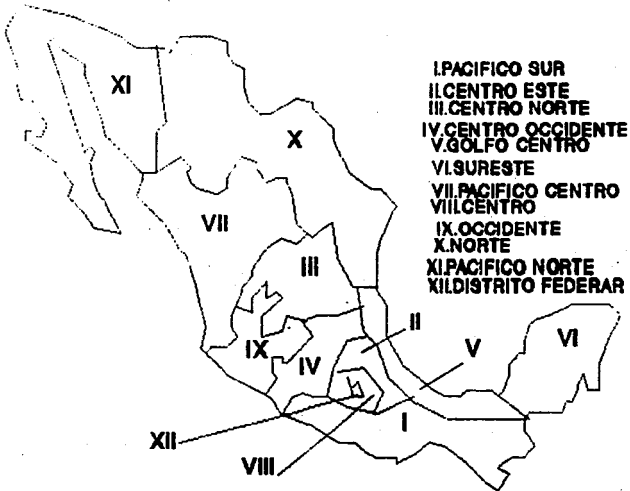 I.PACIFICO SUR
II.CENTRO ESTE
III.CENTRO NORTE
IV.CENTRO OCCIDENTE
V.GOLFO CENTRO
VI.SURESTE
VII.PACIFICO CENTRO
VIII.CENTRO
IX.OCCIDENTE
X.NORTE
XI.PACIFICO NORTE
XII.DISTRITO FEDERAR
XI
X
VII
III
II
IX
IV
V
VI
I
XII
VIII